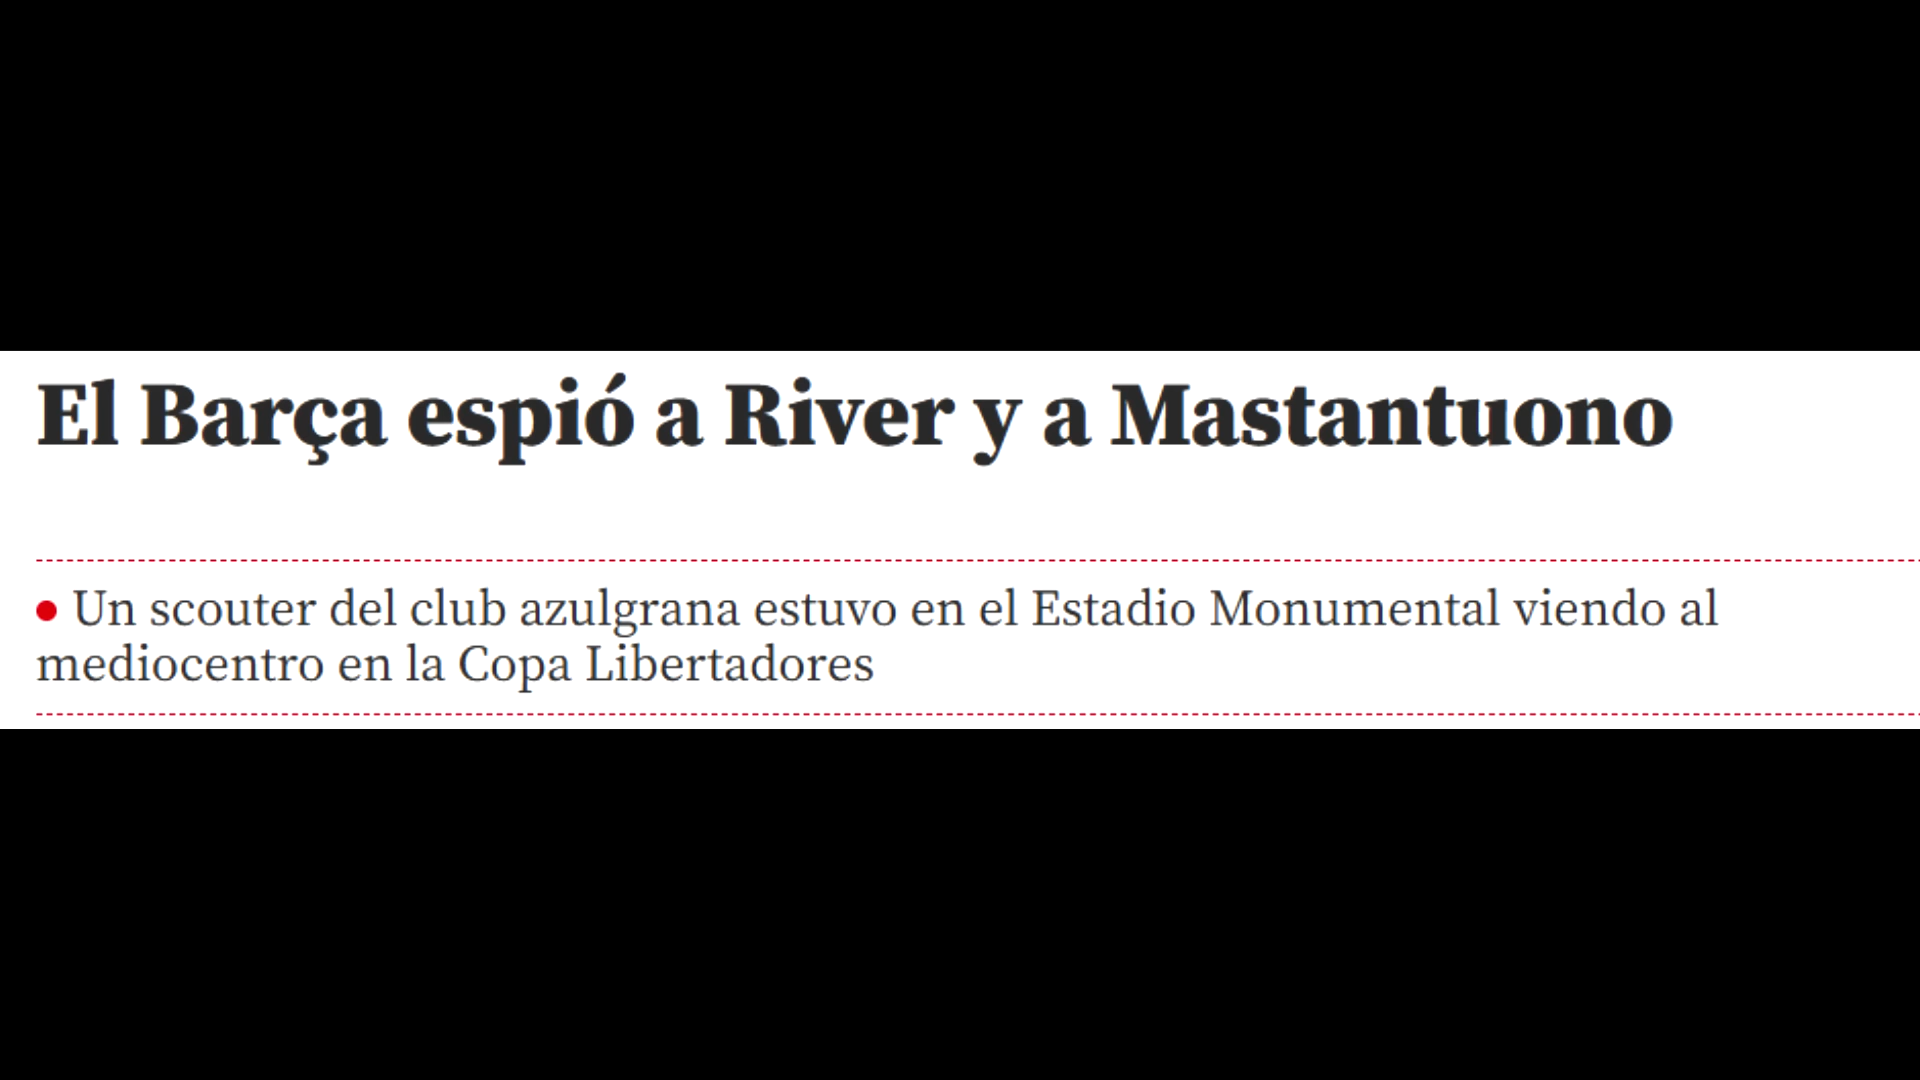 El Barça espió a River y a Mastantuono
● Un scouter del club azulgrana estuvo en el Estadio Monumental viendo al
mediocentro en la Copa Libertadores